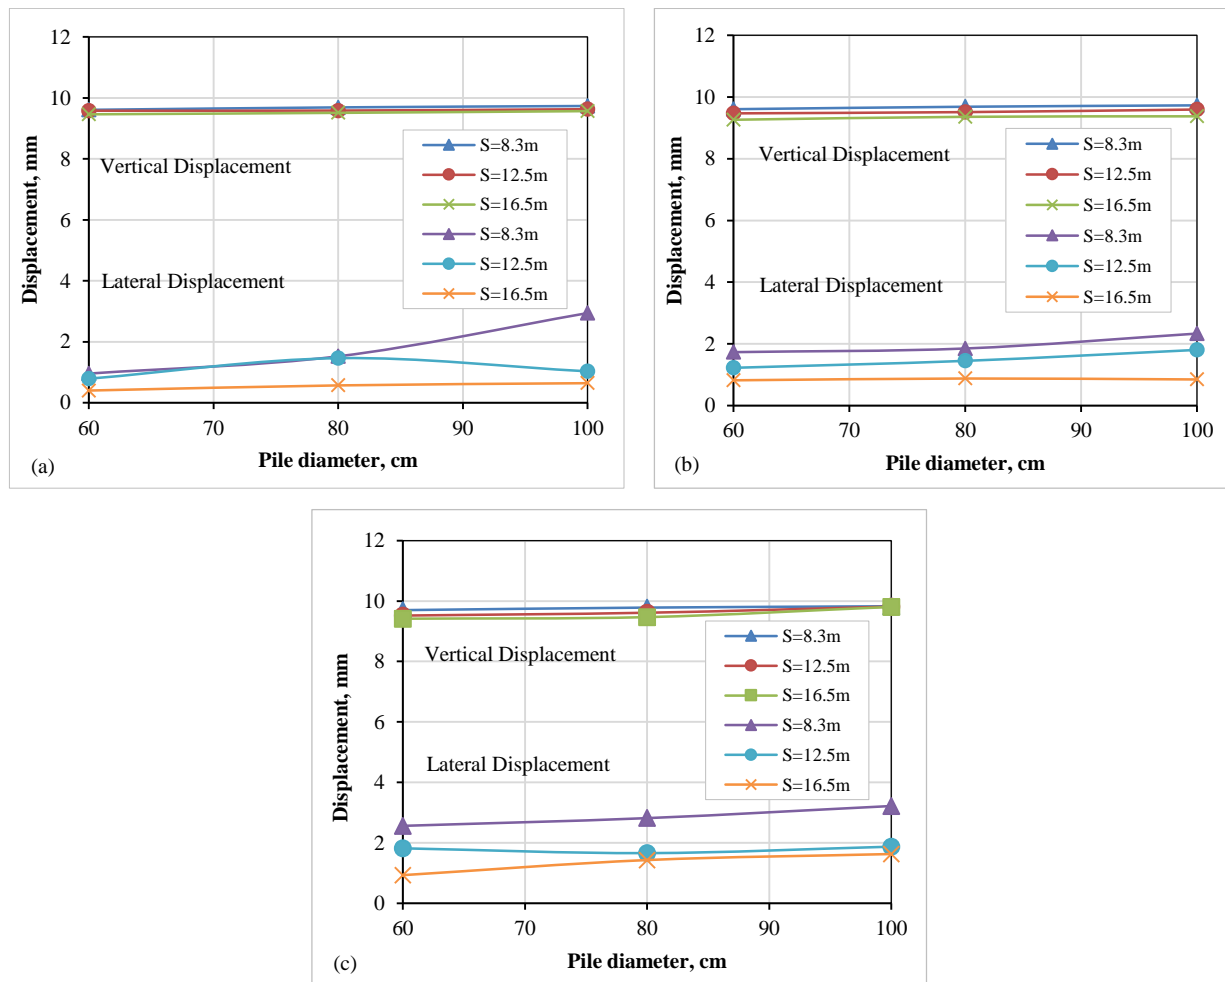 12
10
8
6
4
2
0
Displacement, mm
Vertical Displacement
Lateral Displacement
S=8.3m
S=12.5m
S=16.5m
S=8.3m
S=12.5m
S=16.5m
60 70 80 90 100
Pile diameter, cm
(a)
12
10
8
6
4
2
0
Displacement, mm
Vertical Displacement
Lateral Displacement
S=8.3m
S=12.5m
S=16.5m
S=8.3m
S=12.5m
S=16.5m
60 70 80 90 100
Pile diameter, cm
(b)
12
10
8
6
4
2
0
Displacement, mm
Vertical Displacement
Lateral Displacement
S=8.3m
S=12.5m
S=16.5m
S=8.3m
S=12.5m
S=16.5m
60 70 80 90 100
Pile diameter, cm
(c)